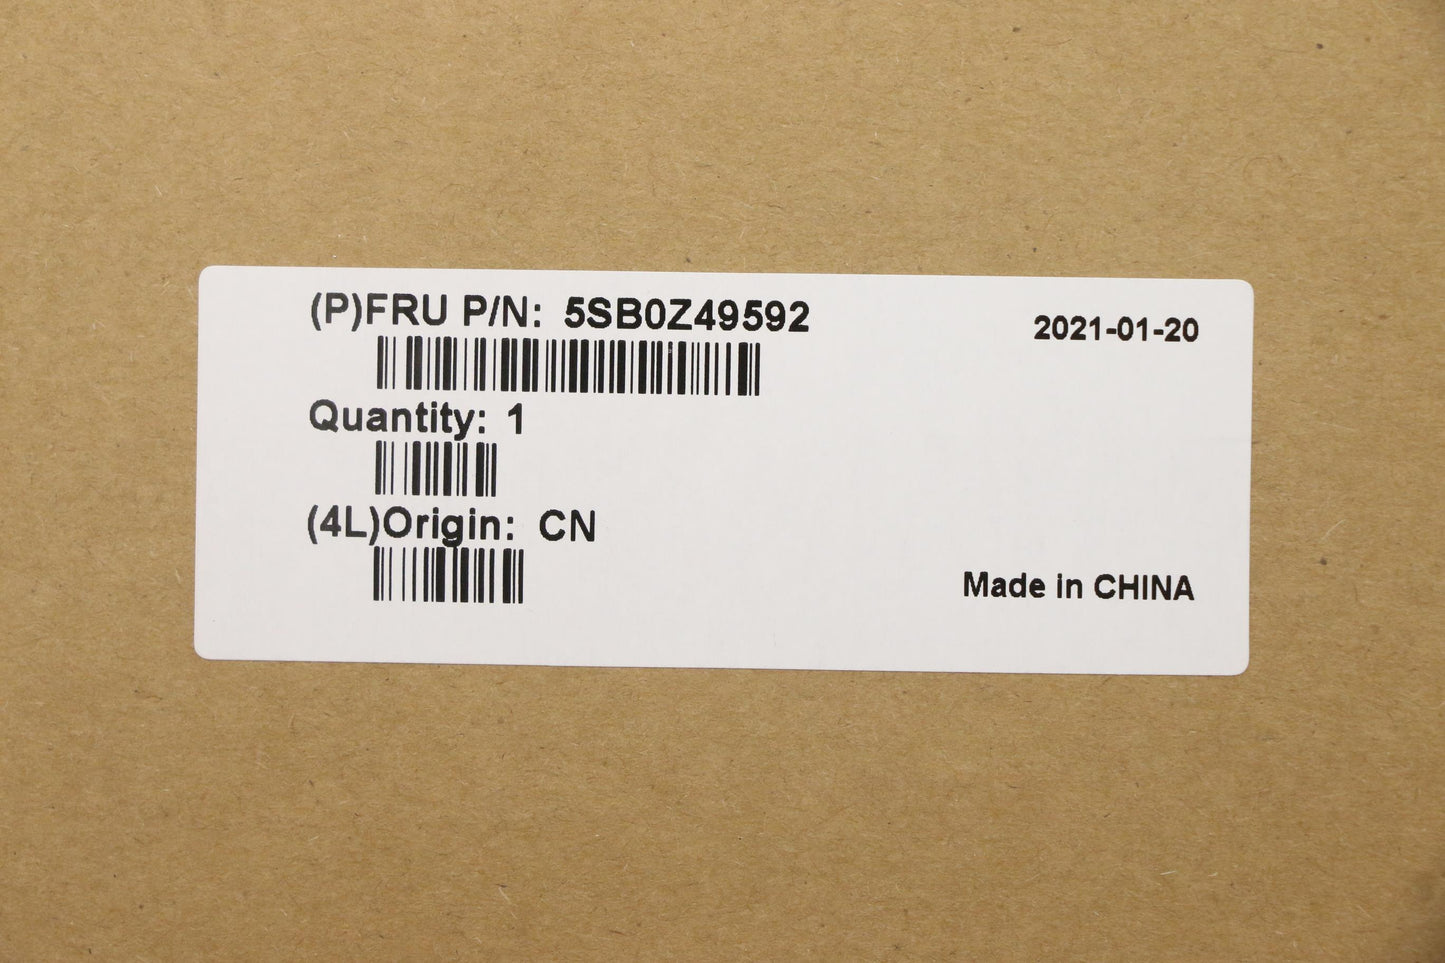 (P)FRU P/N: 5SB0Z49592
2021-01-20
Quantity: 1
(4L)Origin: CN
Made in CHINA